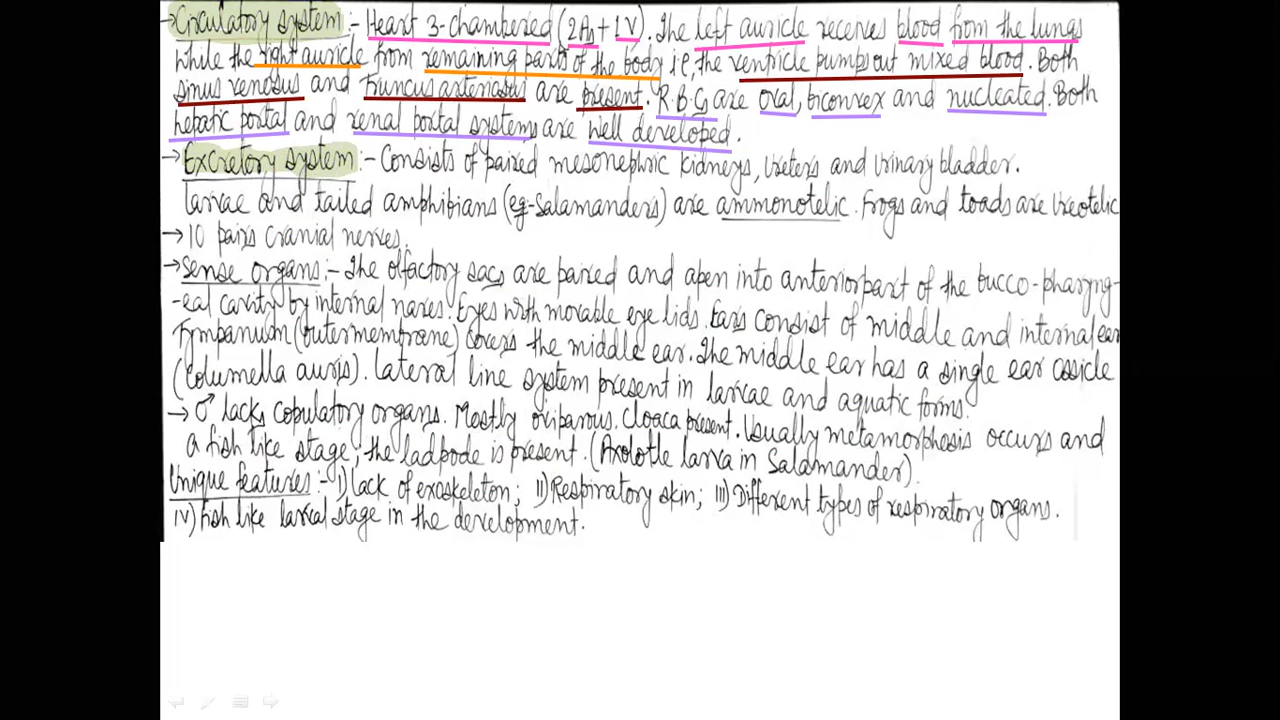 →Circulatory system:- Heart 3-chambered (2As+1V). The left auricle receives blood from the lungs
while the right auricle from remaining parts of the body i.e, the ventricle pumps out mixed blood. Both
sinus venosus and truncus arteriosus are present. R.B.Cs are oval, biconvex and nucleated. Both
hepatic portal and renal portal systems are well developed.
→Excretory system:- Consists of paired mesonephric kidneys, ureters and urinary bladder.
Larvae and tailed amphibians (eg-Salamanders) are ammonotelic. Frogs and toads are ureotelic
→10 pairs cranial nerves.
→Sense organs:- The olfactory sacs are paired and open into anterior part of the bucco-pharyng-
-eal cavity by internal nares. Eyes with movable eye lids. Ears consist of middle and internal ear
Tympanum (outermembrane) covers the middle ear. The middle ear has a single ear ossicle
(Columella auris). Lateral line system present in larvae and aquatic forms.
→ ♂ lacks copulatory organs. Mostly oviparous. Cloaca present. Usually metamorphosis occurs and
a fish like stage, the tadpode is present. (Axolotle larva in Salamander).
Unique features:- i) Lack of exoskeleton; ii) Respiratory skin; iii) Different types of respiratory organs.
iv) Fish like larval stage in the development.